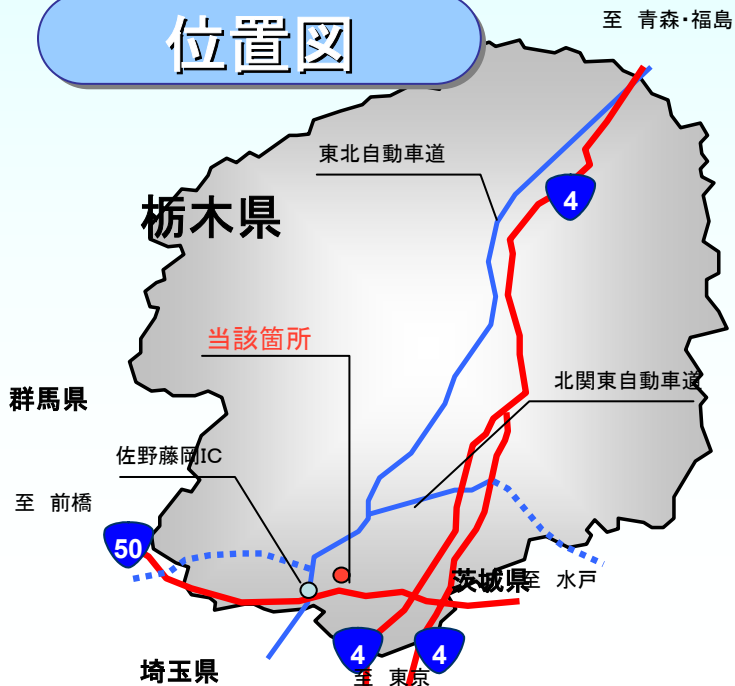 位置図
至 青森・福島
東北自動車道
4
栃木県
当該箇所
北関東自動車道
群馬県
佐野藤岡IC
至 前橋
50
茨城県
至 水戸
4
4
埼玉県
至 東京